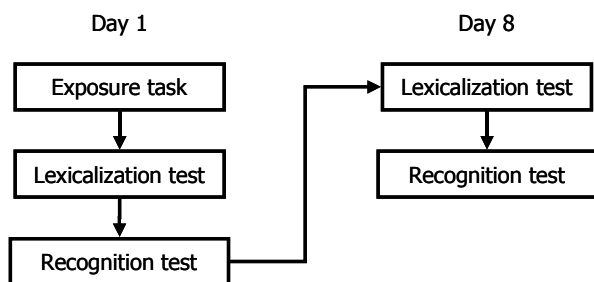 Day 1
Exposure task
Lexicalization test
Recognition test
Day 8
Lexicalization test
Recognition test